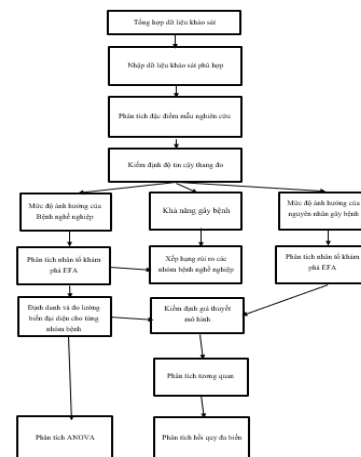 Tổng hợp dữ liệu khảo sát
Nhập dữ liệu khảo sát phù hợp
Phân tích đặc điểm mẫu nghiên cứu
Kiểm định độ tin cậy thang đo
Mức độ ảnh hưởng của
Bệnh nghề nghiệp
Khả năng gây bệnh
Mức độ ảnh hưởng của
nguyên nhân gây bệnh
Phân tích nhân tố khám
phá EFA
Xếp hạng rủi ro các
nhóm bệnh nghề nghiệp
Phân tích nhân tố khám
phá EFA
Định danh và đo lường
biến đại diện cho từng
nhóm bệnh
Kiểm định giả thuyết
mô hình
Phân tích tương quan
Phân tích ANOVA
Phân tích hồi quy đa biến